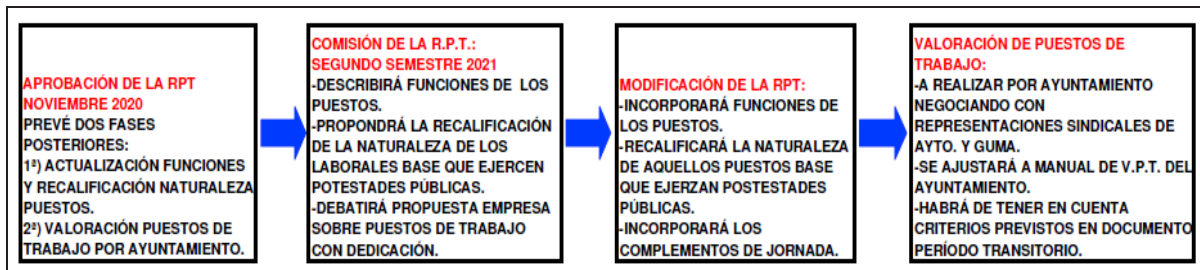 APROBACIÓN DE LA RPT
NOVIEMBRE 2020
PREVÉ DOS FASES
POSTERIORES:
1ª) ACTUALIZACIÓN FUNCIONES
Y RECALIFICACIÓN NATURALEZA
PUESTOS.
2ª) VALORACIÓN PUESTOS DE
TRABAJO POR AYUNTAMIENTO.
COMISIÓN DE LA R.P.T.:
SEGUNDO SEMESTRE 2021
-DESCRIBIRÁ FUNCIONES DE LOS
PUESTOS.
-PROPONDRÁ LA RECALIFICACIÓN
DE LA NATURALEZA DE LOS
LABORALES BASE QUE EJERCEN
POTESTADES PÚBLICAS.
-DEBATIRÁ PROPUESTA EMPRESA
SOBRE PUESTOS DE TRABAJO
CON DEDICACIÓN.
MODIFICACIÓN DE LA RPT:
-INCORPORARÁ FUNCIONES DE
LOS PUESTOS.
-RECALIFICARÁ LA NATURALEZA
DE AQUELLOS PUESTOS BASE
QUE EJERZAN POSTESTADES
PÚBLICAS.
-INCORPORARÁ LOS
COMPLEMENTOS DE JORNADA.
VALORACIÓN DE PUESTOS DE
TRABAJO:
-A REALIZAR POR AYUNTAMIENTO
NEGOCIANDO CON
REPRESENTACIONES SINDICALES DE
AYTO. Y GUMA.
-SE AJUSTARÁ A MANUAL DE V.P.T. DEL
AYUNTAMIENTO.
-HABRÁ DE TENER EN CUENTA
CRITERIOS PREVISTOS EN DOCUMENTO
PERÍODO TRANSITORIO.